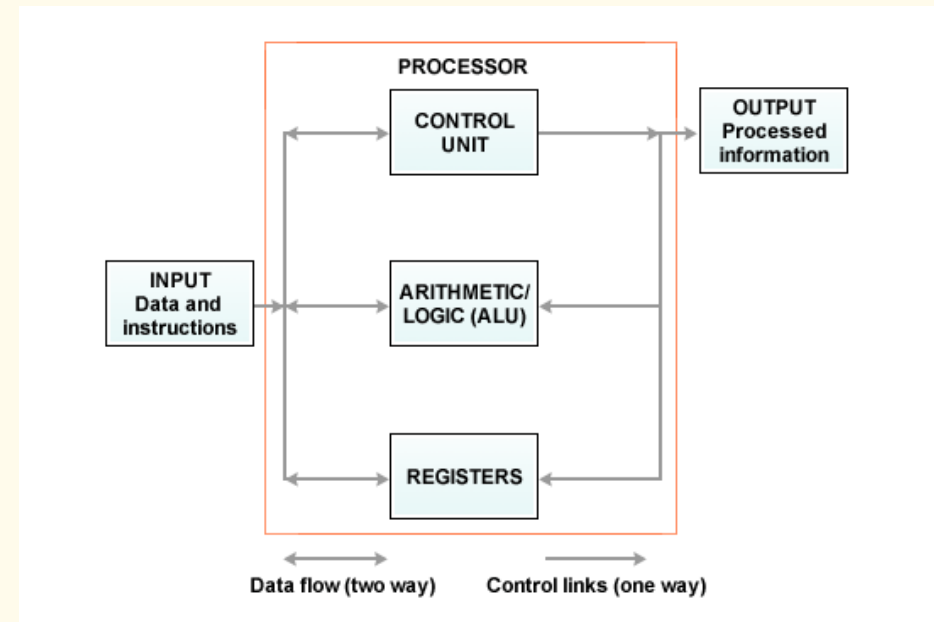 PROCESSOR
CONTROL
UNIT
OUTPUT
Processed
information
INPUT
Data and
instructions
ARITHMETIC/
LOGIC (ALU)
REGISTERS
Data flow (two way)
Control links (one way)